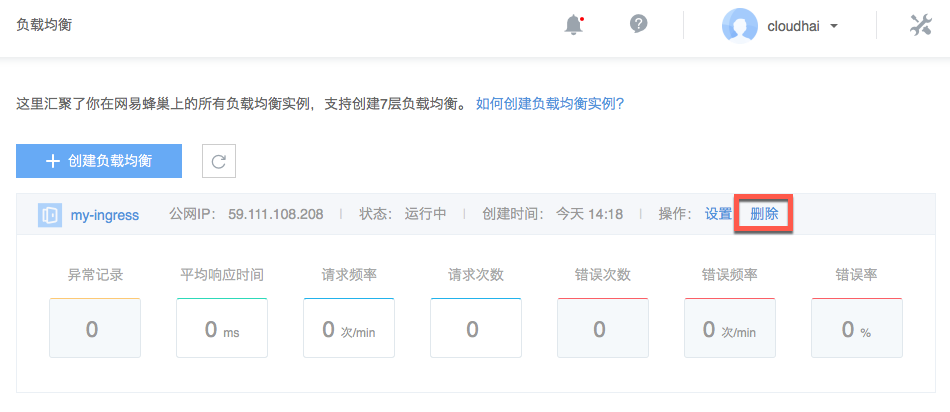 负载均衡
cloudhai
这里汇聚了你在网易蜂巢上的所有负载均衡实例，支持创建7层负载均衡。 如何创建负载均衡实例?
创建负载均衡
my-ingress 公网IP： 59.111.108.208 状态： 运行中 创建时间： 今天 14:18 操作： 设置 删除
异常记录 平均响应时间 请求频率 请求次数 错误次数 错误频率 错误率
0 0 ms 0 次/min 0 0 0 次/min 0 %